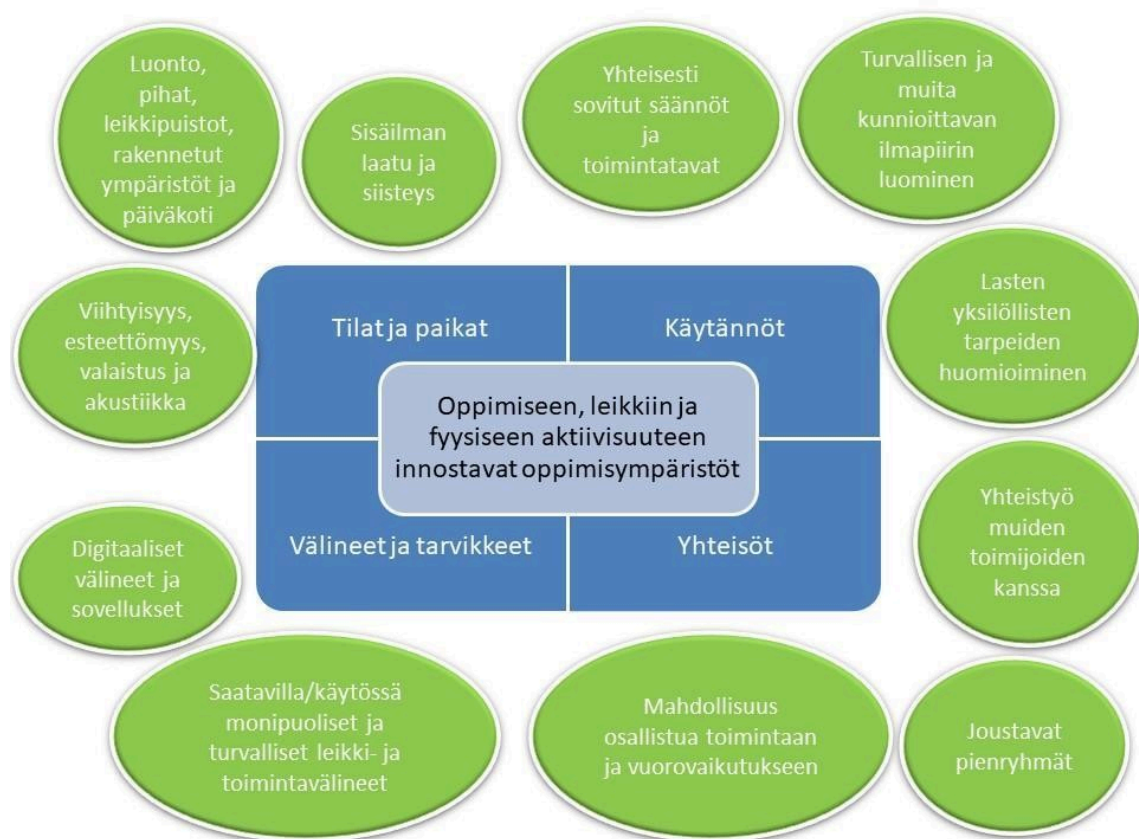 Luonto,
pihat,
leikkipuistot,
rakennetut
ympäristöt ja
päiväkoti
Sisäilman
laatu ja
siisteys
Yhteisesti
sovitut säännöt
ja
toimintatavat
Turvallisen ja
muita
kunnioittavan
ilmapiirin
luominen
Viihtyisyys,
esteettömyys,
valaistus ja
akustiikka
Tilat ja paikat
Käytännöt
Lasten
yksilöllisten
tarpeiden
huomioiminen
Oppimiseen, leikkiin ja
fyysiseen aktiivisuuteen
innostavat oppimisympäristöt
Välineet ja tarvikkeet
Yhteisöt
Digitaaliset
välineet ja
sovellukset
Yhteistyö
muiden
toimijoiden
kanssa
Saatavilla/käytössä
monipuoliset ja
turvalliset leikki- ja
toimintavälineet
Mahdollisuus
osallistua toimintaan
ja vuorovaikutukseen
Joustavat
pienryhmät